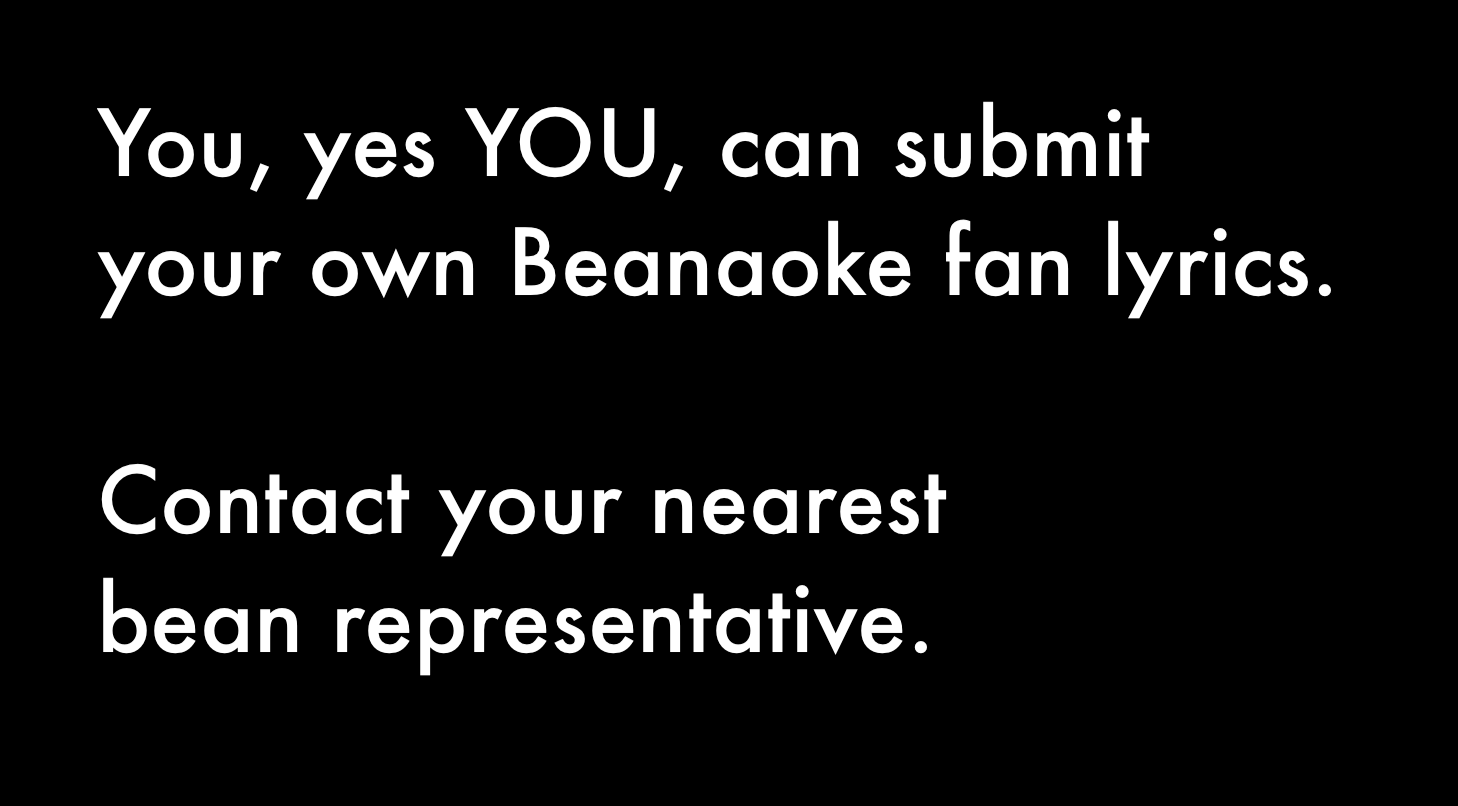 You, yes YOU, can submit
your own Beanaoke fan lyrics.
Contact your nearest
bean representative.